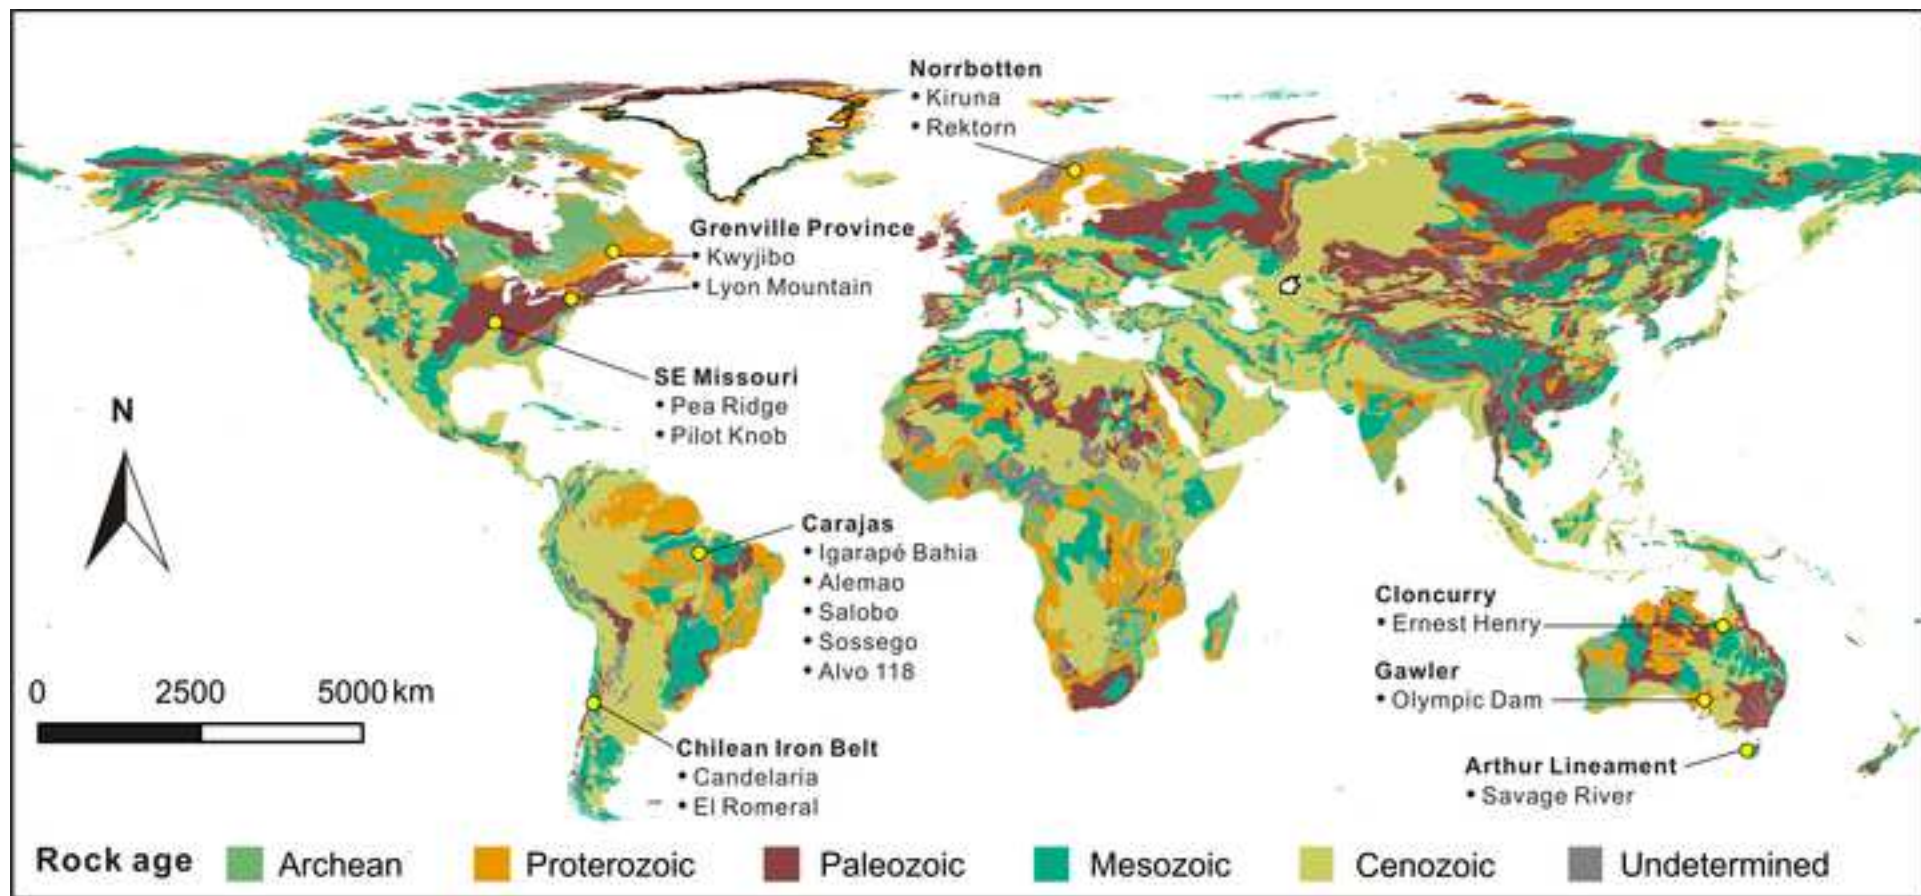 Norrbotten
• Kiruna
• Rektorn
Grenville Province
• Kwyjibo
• Lyon Mountain
SE Missouri
• Pea Ridge
• Pilot Knob
N
Carajas
• Igarapé Bahia
• Alemao
• Salobo
• Sossego
• Alvo 118
Cloncurry
• Ernest Henry
Gawler
• Olympic Dam
0 2500 5000 km
Chilean Iron Belt
• Candelaria
• El Romeral
Arthur Lineament
• Savage River
Rock age Archean Proterozoic Paleozoic Mesozoic Cenozoic Undetermined